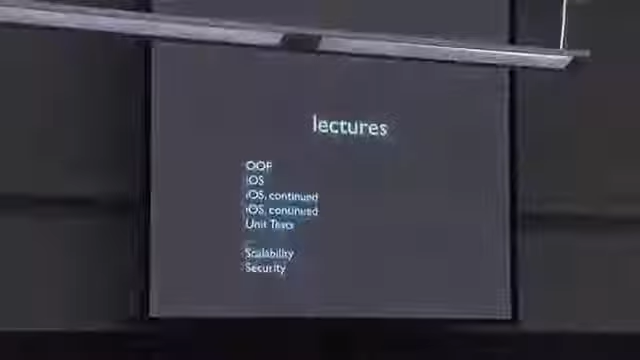 lectures
OOP
iOS
iOS, continued
iOS, continued
Unit Tests
Scalability
Security